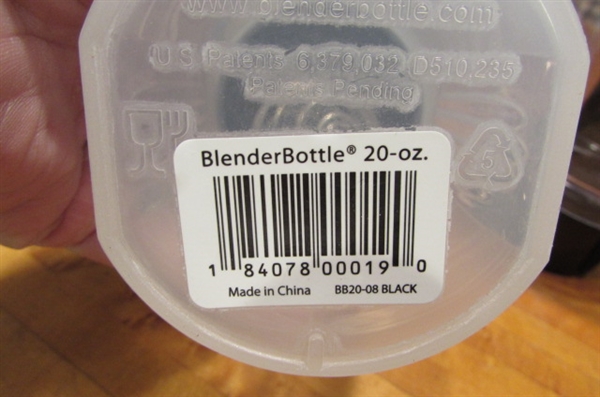 www.blenderbottle.com
U.S. Patents 6,379,032, D510,235
Patents Pending
5
BlenderBottle® 20-oz.
1 84078 00019 0
Made in China BB20-08 BLACK